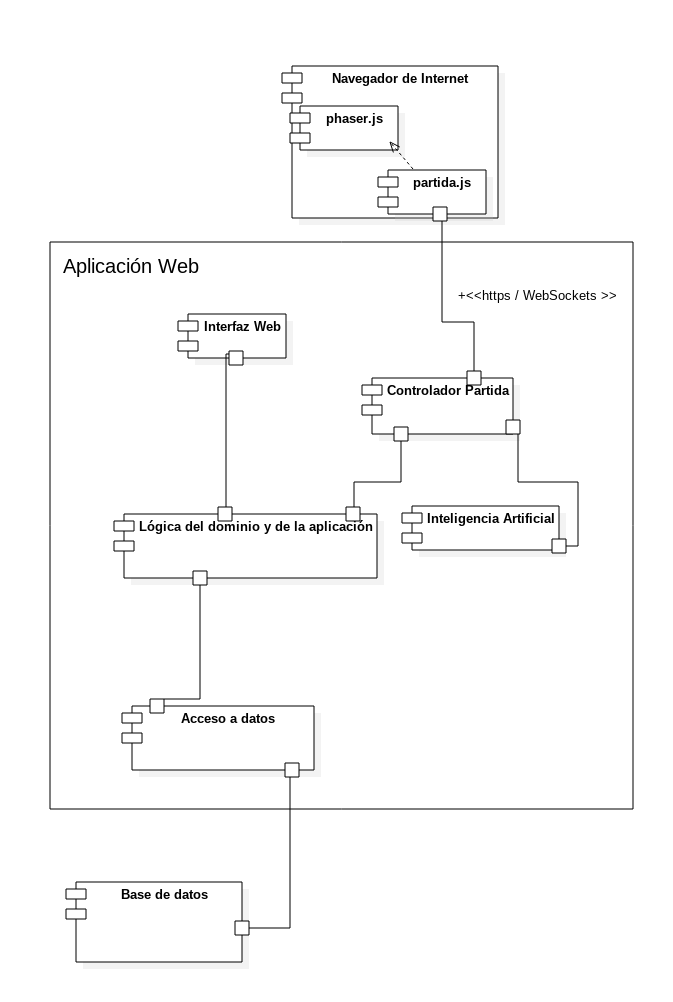 Navegador de Internet
phaser.js
partida.js
Aplicación Web
+<<https / WebSockets >>
Interfaz Web
Controlador Partida
Lógica del dominio y de la aplicación
Inteligencia Artificial
Acceso a datos
Base de datos